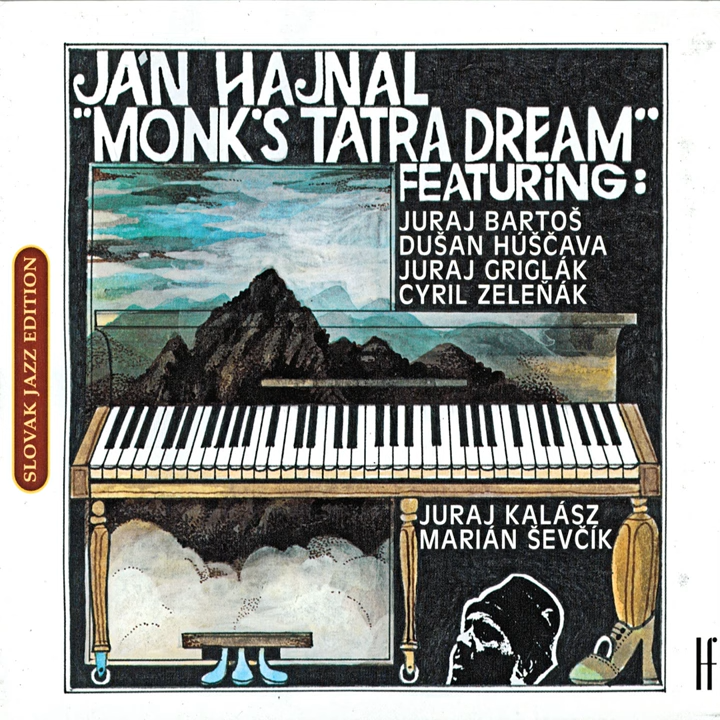 JÁN HAJNAL
"MONK'S TATRA DREAM"
FEATURING:
JURAJ BARTOŠ
DUŠAN HÚŠČAVA
JURAJ GRIGLÁK
CYRIL ZELEŇÁK
SLOVAK JAZZ EDITION
JURAJ KALÁSZ
MARIÁN ŠEVČÍK
lf